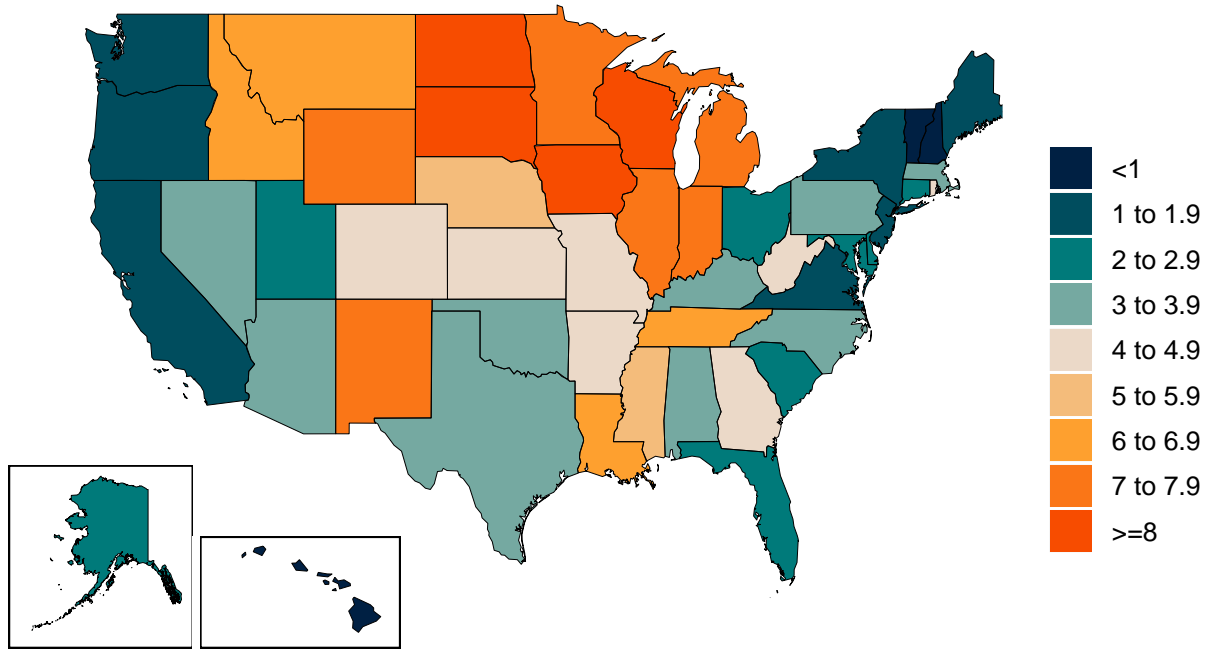 <1
1 to 1.9
2 to 2.9
3 to 3.9
4 to 4.9
5 to 5.9
6 to 6.9
7 to 7.9
>=8